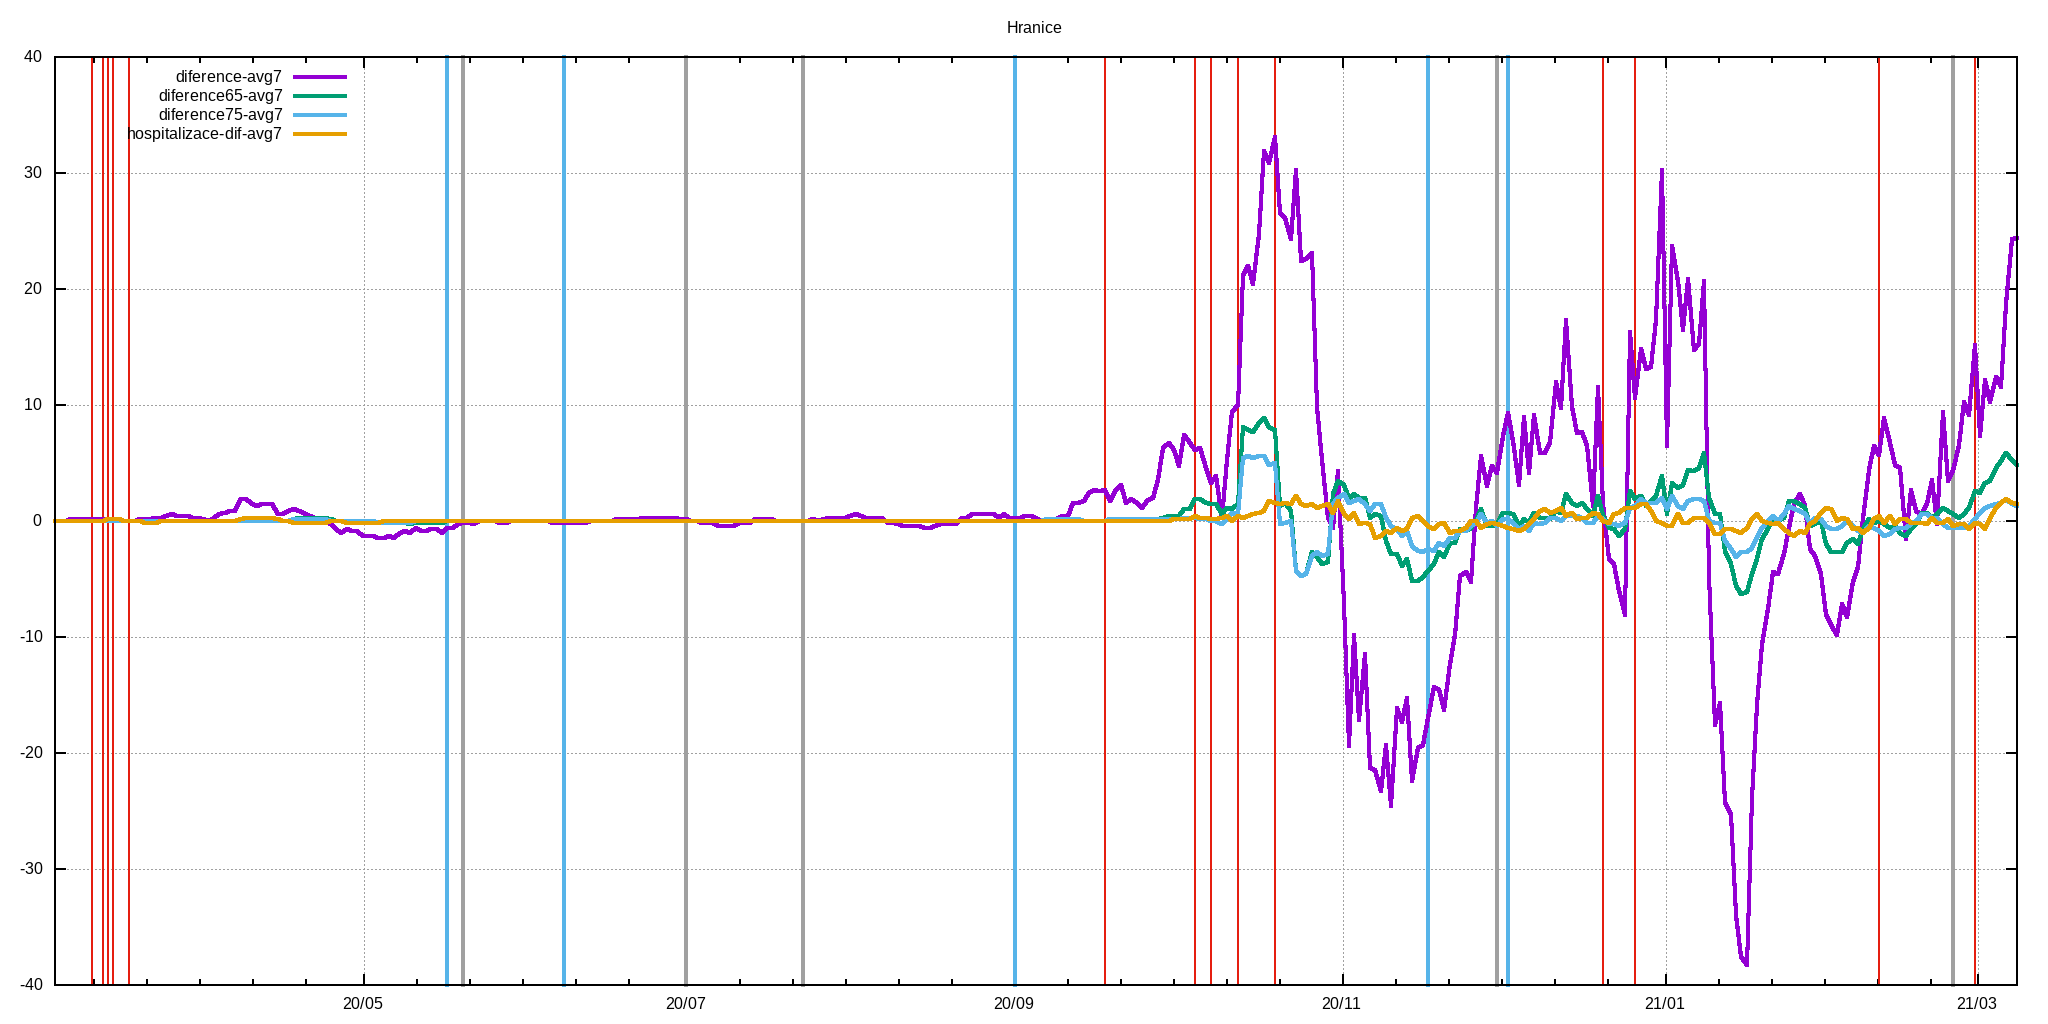 Hranice
40
30
20
10
0
-10
-20
-30
-40
diference-avg7
diference65-avg7
diference75-avg7
hospitalizace-dif-avg7
20/05 20/07 20/09 20/11 21/01 21/03